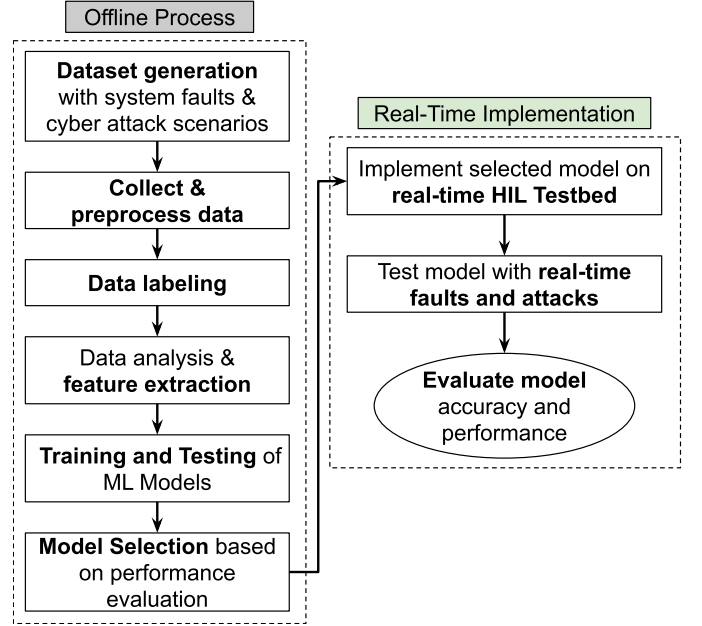 Offline Process
Dataset generation
with system faults &
cyber attack scenarios
Collect &
preprocess data
Data labeling
Data analysis &
feature extraction
Training and Testing of
ML Models
Model Selection based
on performance
evaluation
Real-Time Implementation
Implement selected model on
real-time HIL Testbed
Test model with real-time
faults and attacks
Evaluate model
accuracy and
performance